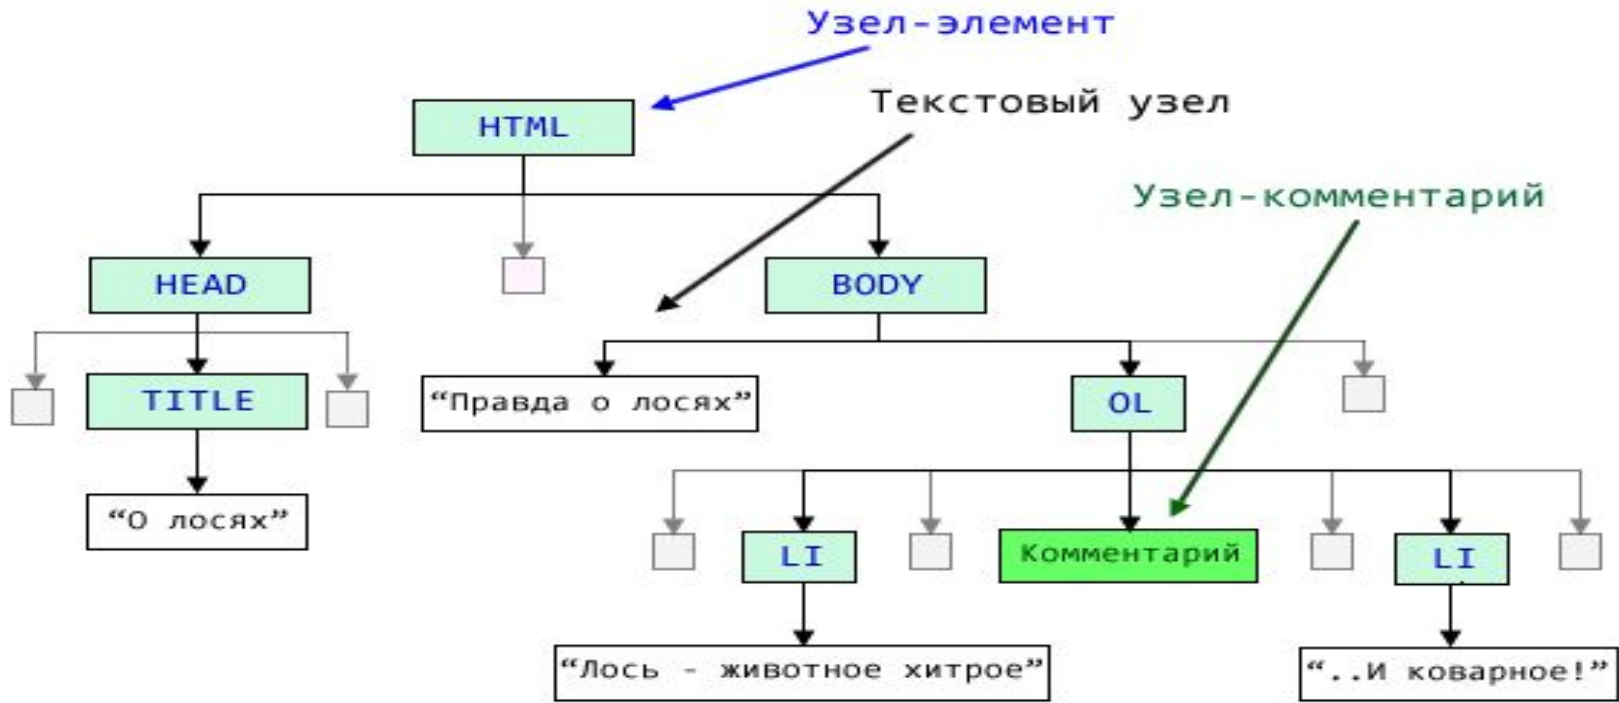 Узел-элемент
Текстовый узел
HTML
Узел-комментарий
HEAD
BODY
TITLE
“Правда о лосях”
OL
“О лосях”
LI
Комментарий
LI
“Лось - животное хитрое”
“..И коварное!”